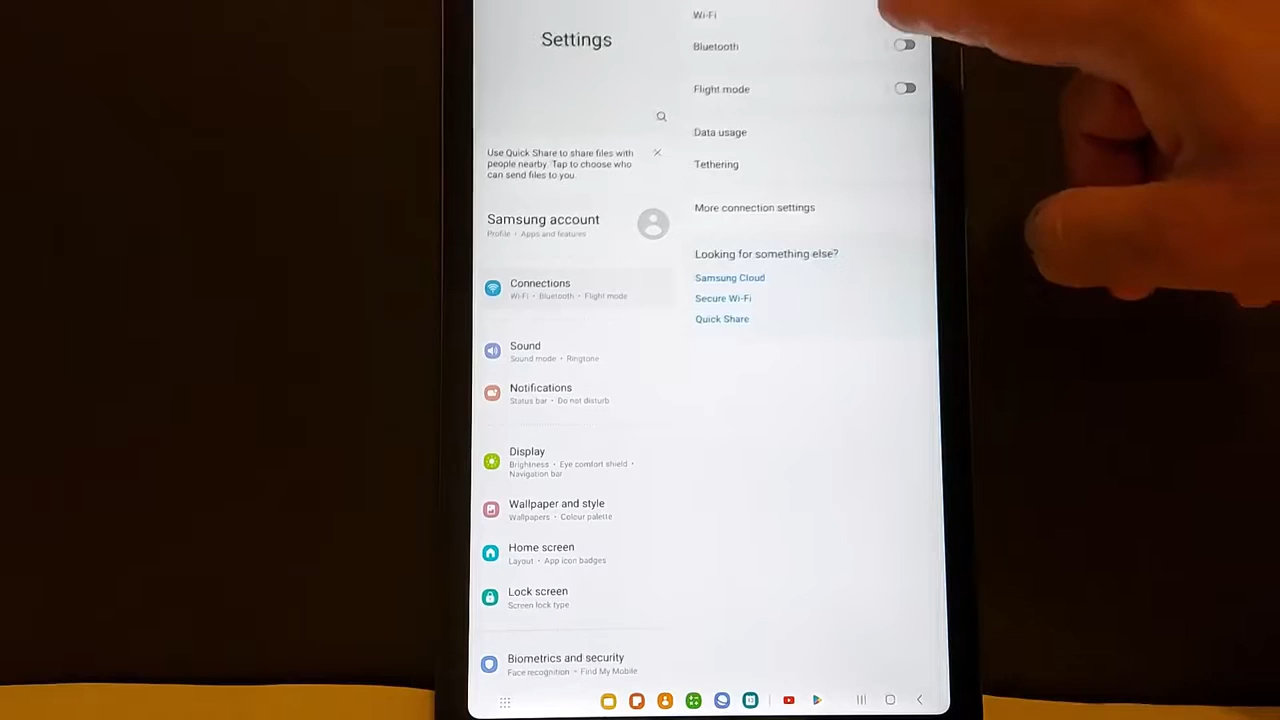 Settings
Use Quick Share to share files with
people nearby. Tap to choose who
can send files to you.
Samsung account
Profile • Apps and features
Connections
Wi-Fi • Bluetooth • Flight mode
Sound
Sound mode • Ringtone
Notifications
Status bar • Do not disturb
Display
Brightness • Eye comfort shield •
Navigation bar
Wallpaper and style
Wallpapers • Colour palette
Home screen
Layout • App icon badges
Lock screen
Screen lock type
Biometrics and security
Face recognition • Find My Mobile
Wi-Fi
Bluetooth
Flight mode
Data usage
Tethering
More connection settings
Looking for something else?
Samsung Cloud
Secure Wi-Fi
Quick Share